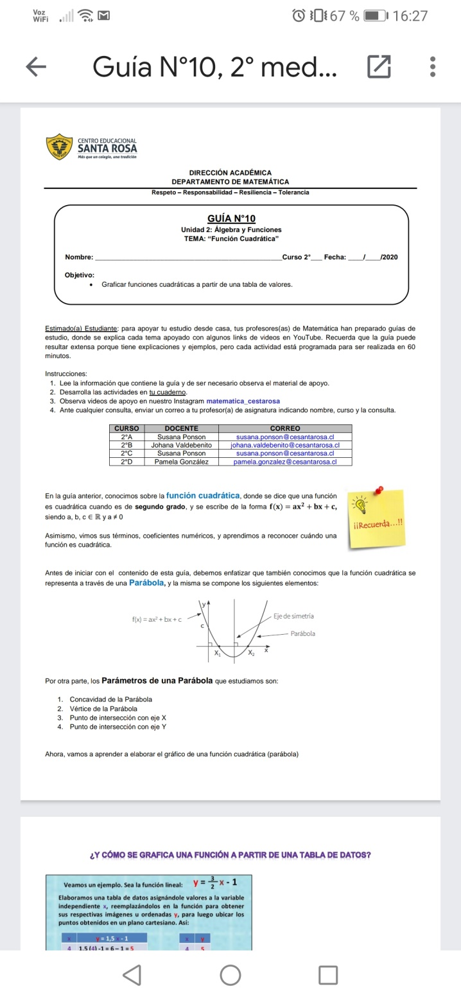 Voz
WiFi
67 %
16:27
Guía N°10, 2° med...
CENTRO EDUCACIONAL
SANTA ROSA
Más que un colegio, una tradición
DIRECCIÓN ACADÉMICA
DEPARTAMENTO DE MATEMÁTICA
Respeto – Responsabilidad – Resiliencia – Tolerancia
GUÍA N°10
Unidad 2: Álgebra y Funciones
TEMA: “Función Cuadrática”
Nombre: ________________________________________________Curso 2°___ Fecha: ____/____/2020
Objetivo:
• Graficar funciones cuadráticas a partir de una tabla de valores.
Estimado(a) Estudiante: para apoyar tu estudio desde casa, tus profesores(as) de Matemática han preparado guías de
estudio, donde se explica cada tema apoyado con algunos links de videos en YouTube. Recuerda que la guía puede
resultar extensa porque tiene explicaciones y ejemplos, pero cada actividad está programada para ser realizada en 60
minutos.
Instrucciones:
1. Lee la información que contiene la guía y de ser necesario observa el material de apoyo.
2. Desarrolla las actividades en tu cuaderno.
3. Observa videos de apoyo en nuestro Instagram matematica_cestarosa
4. Ante cualquier consulta, enviar un correo a tu profesor(a) de asignatura indicando nombre, curso y la consulta.
CURSO DOCENTE CORREO
2°A Susana Ponson susana.ponson@cesantarosa.cl
2°B Johana Valdebenito johana.valdebenito@cesantarosa.cl
2°C Susana Ponson susana.ponson@cesantarosa.cl
2°D Pamela González pamela.gonzalez@cesantarosa.cl
En la guía anterior, conocimos sobre la función cuadrática, donde se dice que una función
es cuadrática cuando es de segundo grado, y se escribe de la forma f(x) = ax² + bx + c,
siendo a, b, c ∈ ℝ y a ≠ 0
¡¡Recuerda...!!
Asimismo, vimos sus términos, coeficientes numéricos, y aprendimos a reconocer cuándo una
función es cuadrática.
Antes de iniciar con el contenido de esta guía, debemos enfatizar que también conocimos que la función cuadrática se
representa a través de una Parábola, y la misma se compone los siguientes elementos:
y
f(x) = ax² + bx + c
c
Eje de simetría
Parábola
X₁
X₂
x
Por otra parte, los Parámetros de una Parábola que estudiamos son:
1. Concavidad de la Parábola
2. Vértice de la Parábola
3. Punto de intersección con eje X
4. Punto de intersección con eje Y
Ahora, vamos a aprender a elaborar el gráfico de una función cuadrática (parábola)
¿Y CÓMO SE GRAFICA UNA FUNCIÓN A PARTIR DE UNA TABLA DE DATOS?
Veamos un ejemplo. Sea la función lineal: y = 3/2 x - 1
Elaboramos una tabla de datos asignándole valores a la variable
independiente x, reemplazándolos en la función para obtener
sus respectivas imágenes u ordenadas y, para luego ubicar los
puntos obtenidos en un plano cartesiano. Así:
x y = 1,5 x - 1
4 1,5 (4) -1 = 6 – 1 = 5
x y
4 5